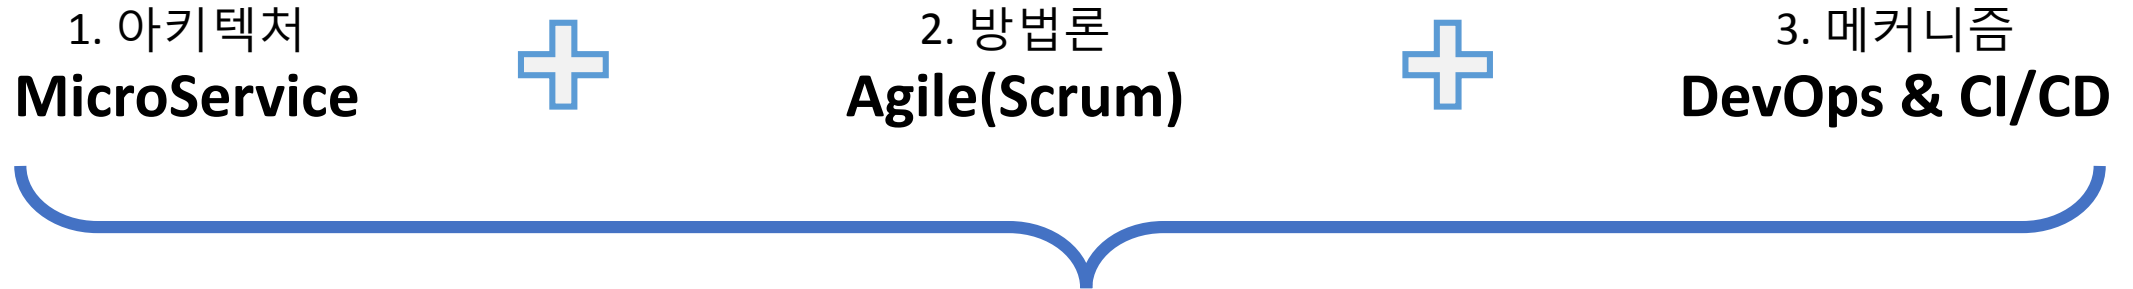 1. 아키텍처
MicroService
2. 방법론
Agile(Scrum)
3. 메커니즘
DevOps & CI/CD